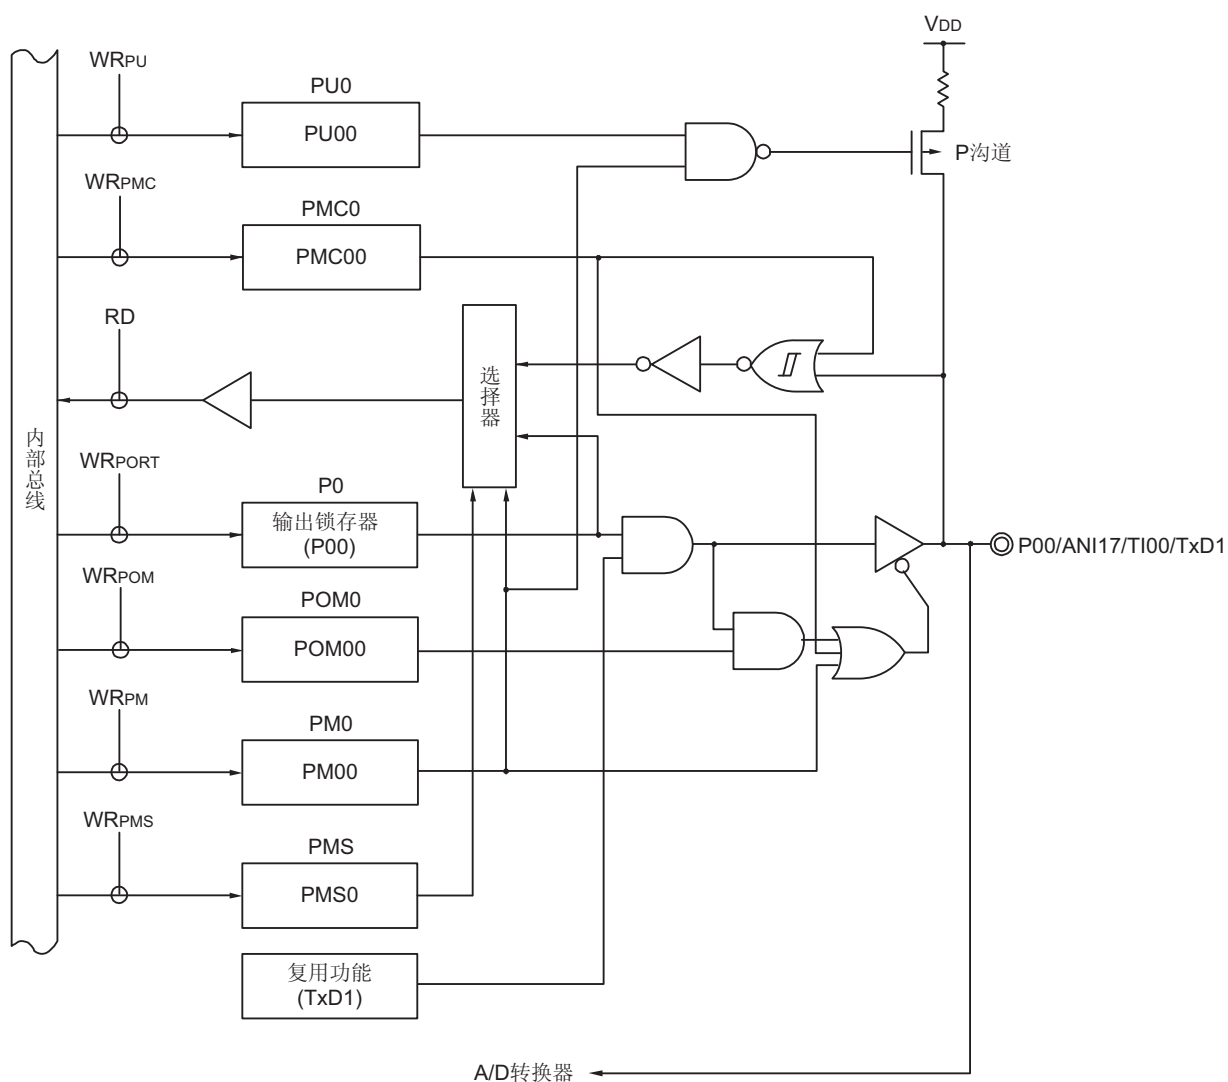 VDD
WRPU
PU0
PU00
P沟道
WRPMC
PMC0
PMC00
RD
选择器
内部总线
WRPORT
P0
输出锁存器
(P00)
P00/ANI17/TI00/TxD1
WRPOM
POM0
POM00
WRPM
PM0
PM00
WRPMS
PMS
PMS0
复用功能
(TxD1)
A/D转换器